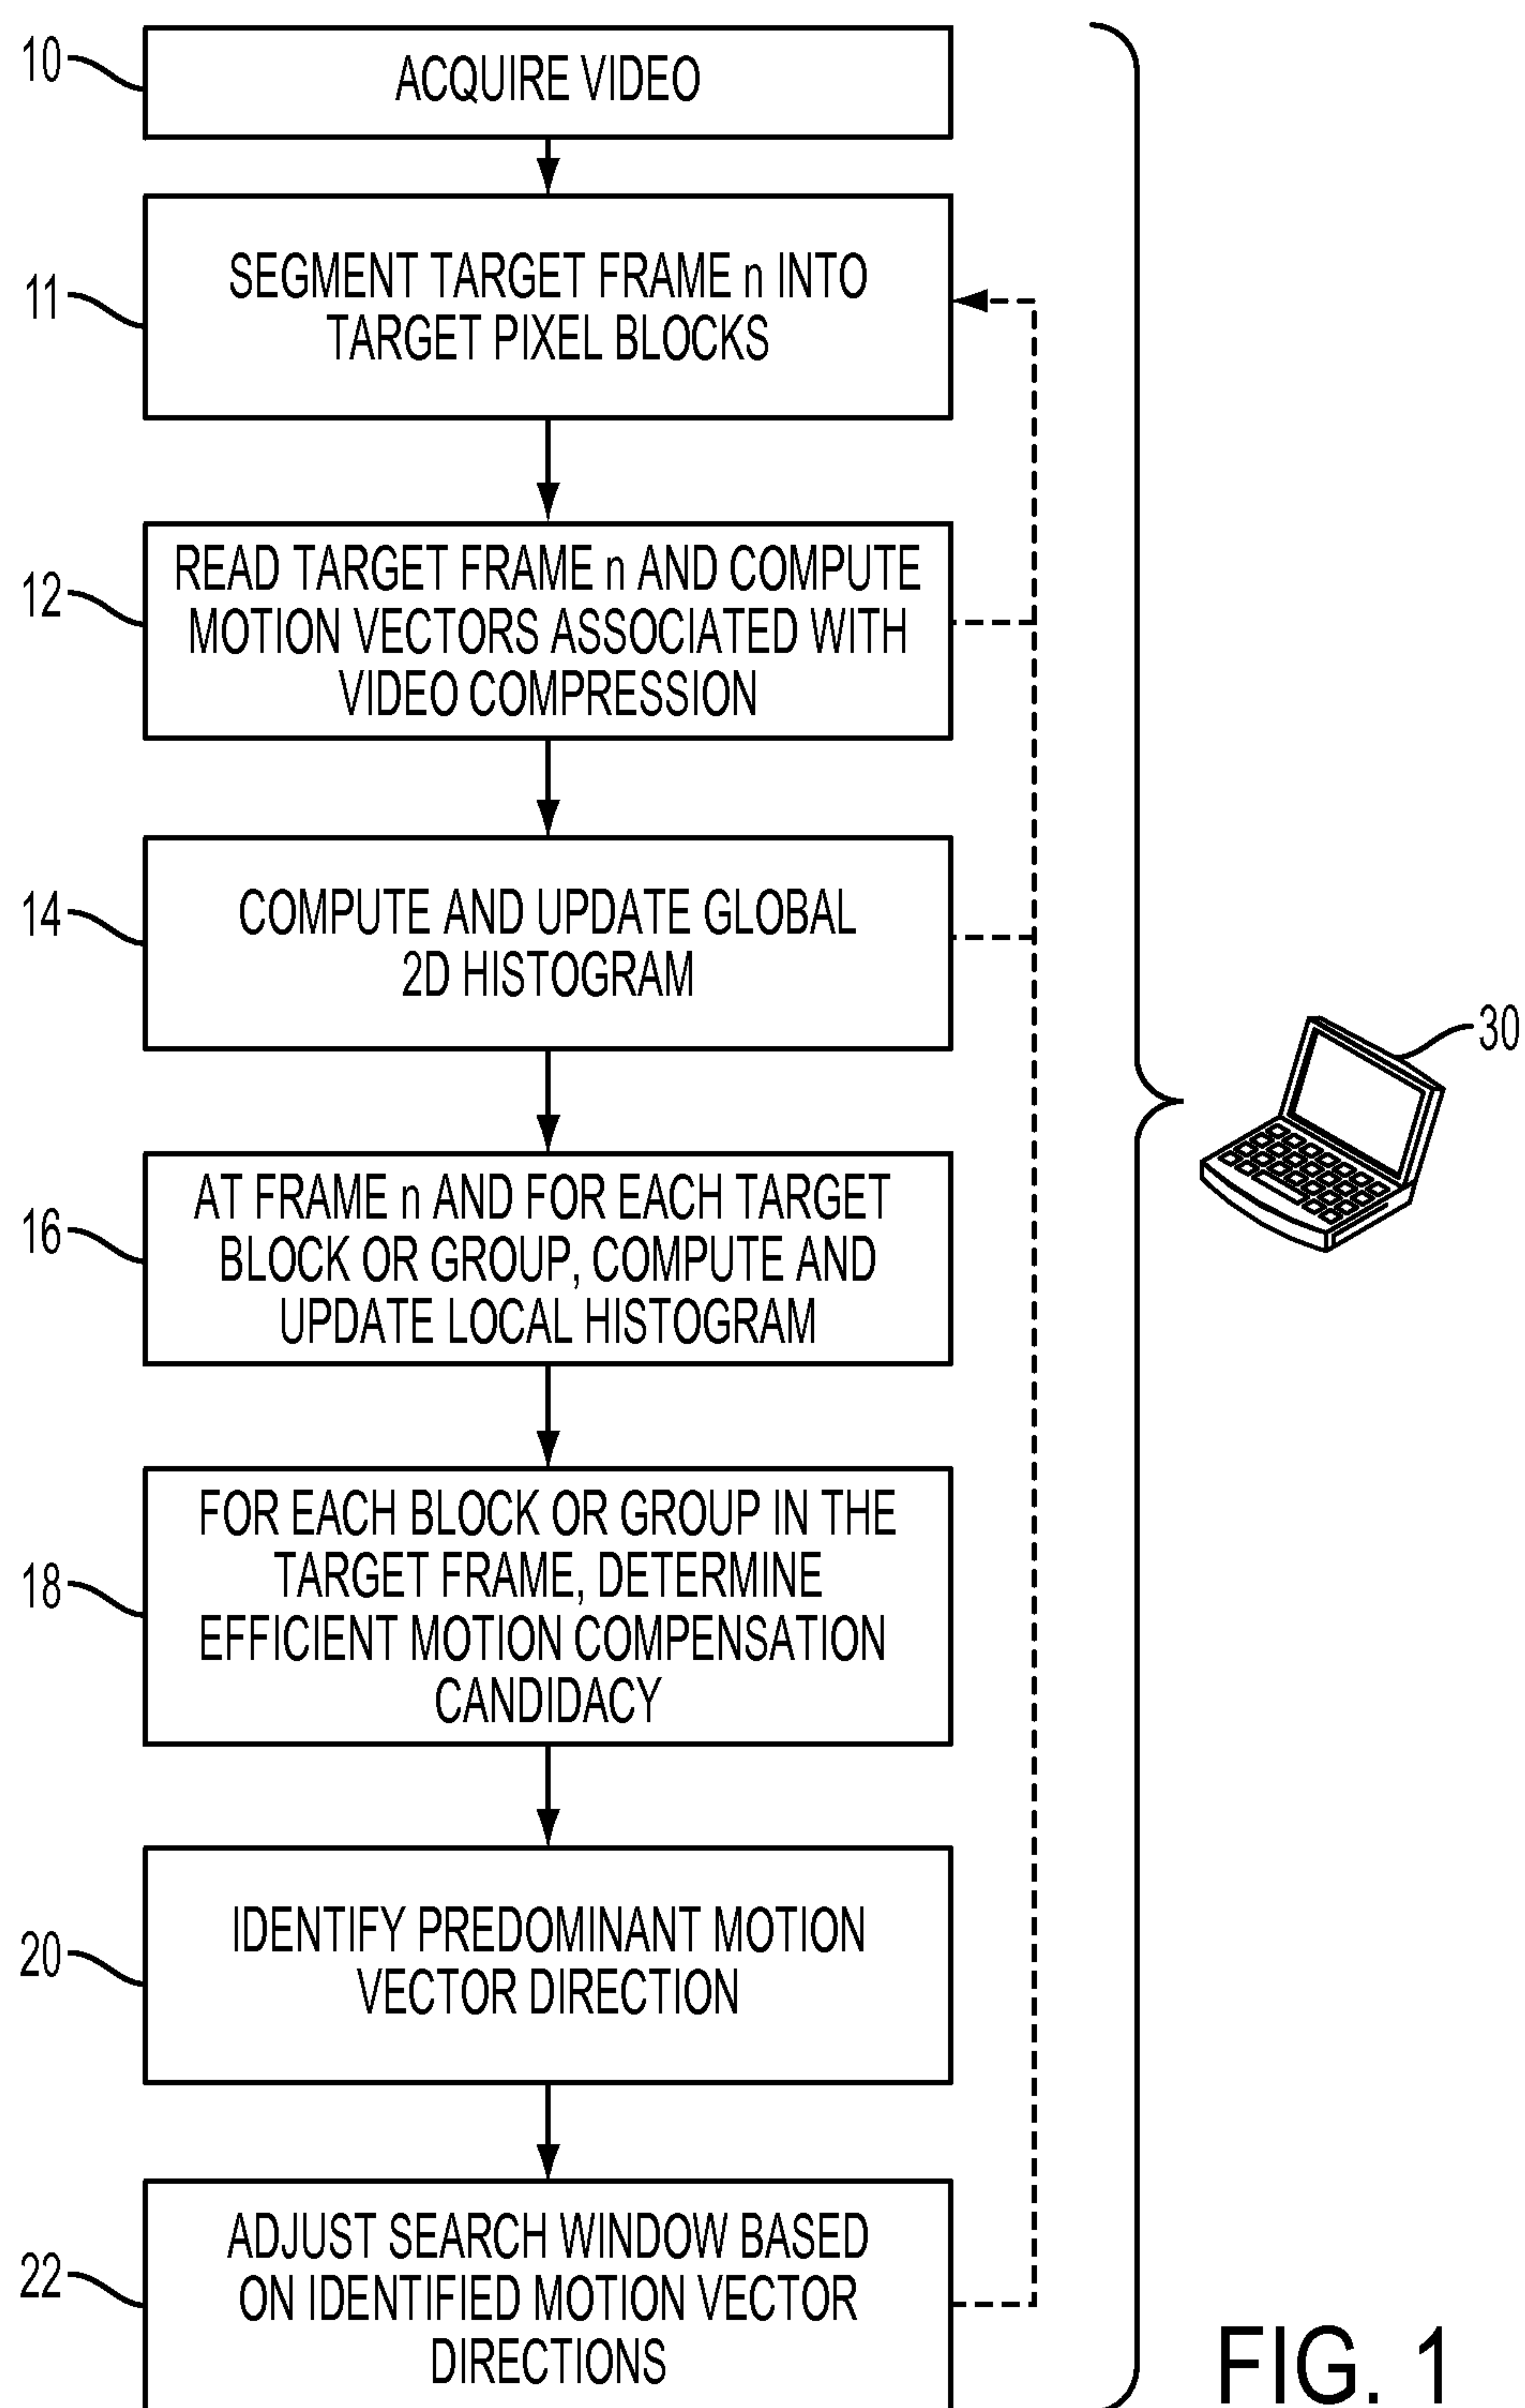 10
ACQUIRE VIDEO
11
SEGMENT TARGET FRAME n INTO
TARGET PIXEL BLOCKS
12
READ TARGET FRAME n AND COMPUTE
MOTION VECTORS ASSOCIATED WITH
VIDEO COMPRESSION
14
COMPUTE AND UPDATE GLOBAL
2D HISTOGRAM
30
16
AT FRAME n AND FOR EACH TARGET
BLOCK OR GROUP, COMPUTE AND
UPDATE LOCAL HISTOGRAM
18
FOR EACH BLOCK OR GROUP IN THE
TARGET FRAME, DETERMINE
EFFICIENT MOTION COMPENSATION
CANDIDACY
20
IDENTIFY PREDOMINANT MOTION
VECTOR DIRECTION
22
ADJUST SEARCH WINDOW BASED
ON IDENTIFIED MOTION VECTOR
DIRECTIONS
FIG. 1